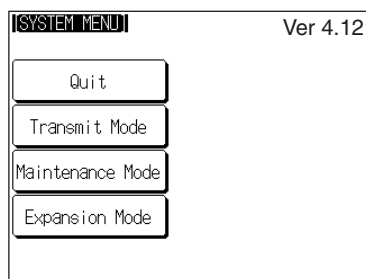 [SYSTEM MENU]
Ver 4.12
Quit
Transmit Mode
Maintenance Mode
Expansion Mode